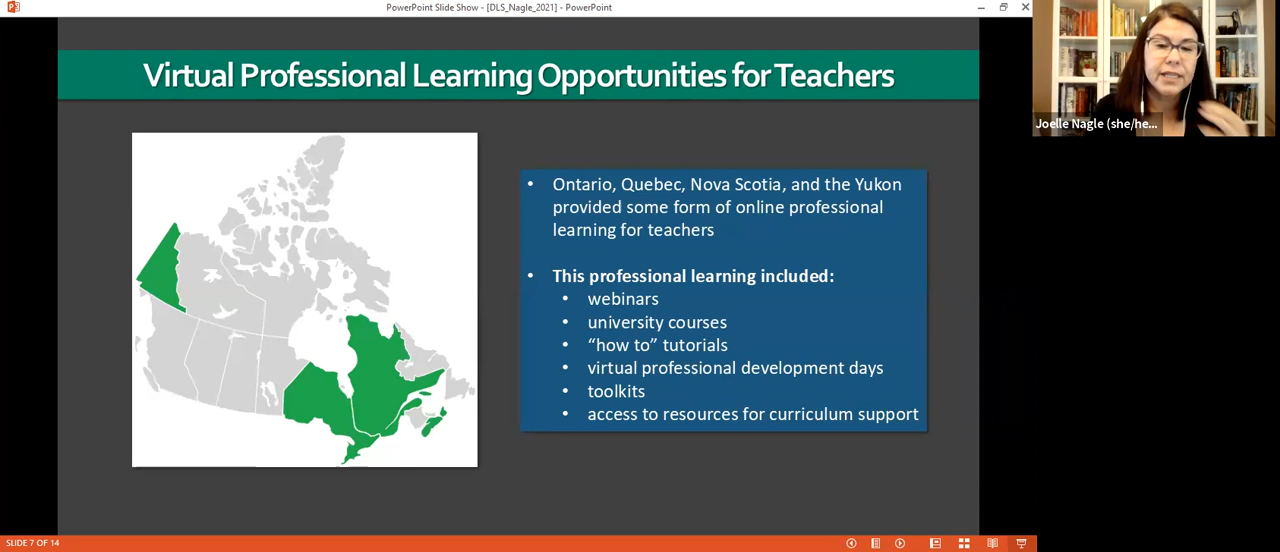 PowerPoint Slide Show - [DLS_Nagle_2021] - PowerPoint
Virtual Professional Learning Opportunities for Teachers
Joelle Nagle (she/he...
• Ontario, Quebec, Nova Scotia, and the Yukon
provided some form of online professional
learning for teachers
• This professional learning included:
• webinars
• university courses
• “how to” tutorials
• virtual professional development days
• toolkits
• access to resources for curriculum support
SLIDE 7 OF 14